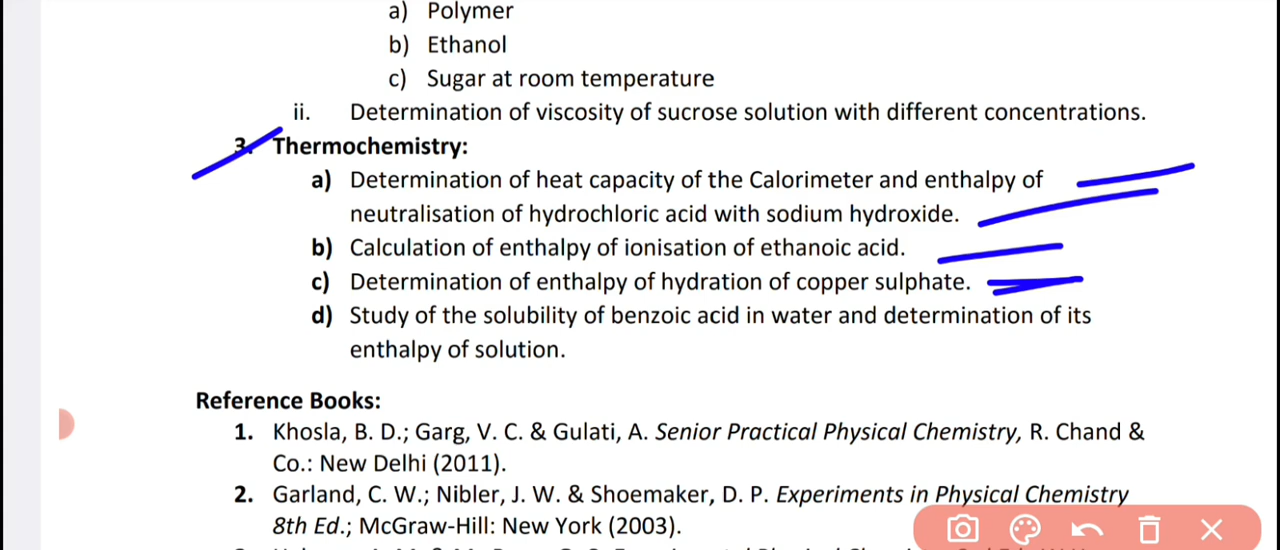 a) Polymer
b) Ethanol
c) Sugar at room temperature
ii. Determination of viscosity of sucrose solution with different concentrations.
3. Thermochemistry:
a) Determination of heat capacity of the Calorimeter and enthalpy of
neutralisation of hydrochloric acid with sodium hydroxide.
b) Calculation of enthalpy of ionisation of ethanoic acid.
c) Determination of enthalpy of hydration of copper sulphate.
d) Study of the solubility of benzoic acid in water and determination of its
enthalpy of solution.
Reference Books:
1. Khosla, B. D.; Garg, V. C. & Gulati, A. Senior Practical Physical Chemistry, R. Chand &
Co.: New Delhi (2011).
2. Garland, C. W.; Nibler, J. W. & Shoemaker, D. P. Experiments in Physical Chemistry
8th Ed.; McGraw-Hill: New York (2003).